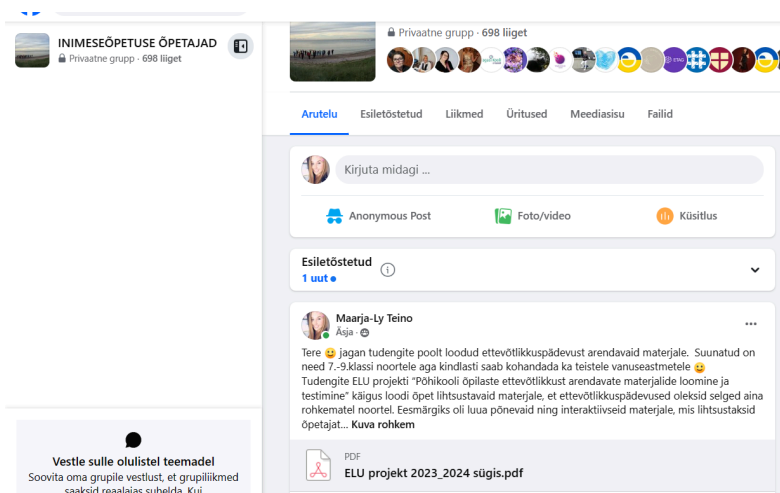 INIMESEÕPETUSE ÕPETAJAD
Privaatne grupp · 698 liiget
Privaatne grupp · 698 liiget
Arutelu Esiletõstetud Liikmed Üritused Meediasisu Failid
Kirjuta midagi ...
Anonymous Post Foto/video Küsitlus
Esiletõstetud
1 uut
Maarja-Ly Teino
Äsja ·
Tere 😃 jagan tudengite poolt loodud ettevõtlikkuspädevust arendavaid materjale. Suunatud on
need 7.-9.klassi noortele aga kindlasti saab kohandada ka teistele vanuseastmetele 😃
Tudengite ELU projekti "Põhikooli õpilaste ettevõtlikkust arendavate materjalide loomine ja
testimine" käigus loodi õpet lihtsustavaid materjale, et ettevõtlikkuspädevused oleksid selged aina
rohkematel noortel. Eesmärgiks oli luua põnevaid ning interaktiivseid materjale, mis lihtsustaksid
õpetajat... Kuva rohkem
PDF
ELU projekt 2023_2024 sügis.pdf
Vestle sulle olulistel teemadel
Soovita oma grupile vestlust, et grupiliikmed
saaksid reaalajas suhelda. Kui